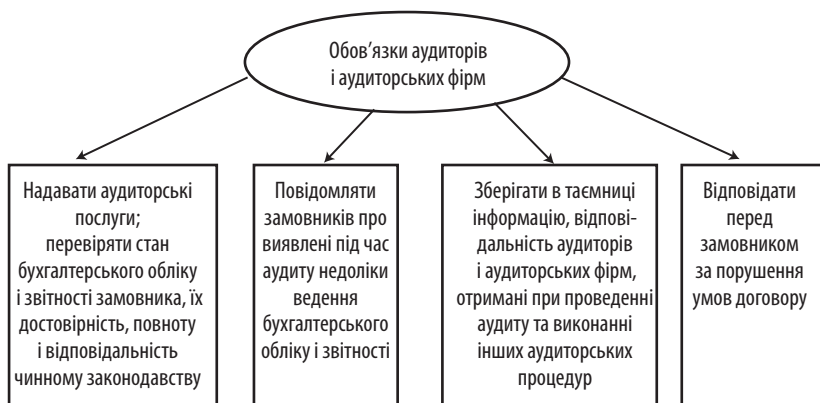 Обов’язки аудиторів
і аудиторських фірм
Надавати аудиторські
послуги;
перевіряти стан
бухгалтерського обліку
і звітності замовника, їх
достовірність, повноту
і відповідальність
чинному законодавству
Повідомляти
замовників про
виявлені під час
аудиту недоліки
ведення
бухгалтерського
обліку і звітності
Зберігати в таємниці
інформацію, відпові-
дальність аудиторів
і аудиторських фірм,
отримані при проведенні
аудиту та виконанні
інших аудиторських
процедур
Відповідати
перед
замовником
за порушення
умов договору